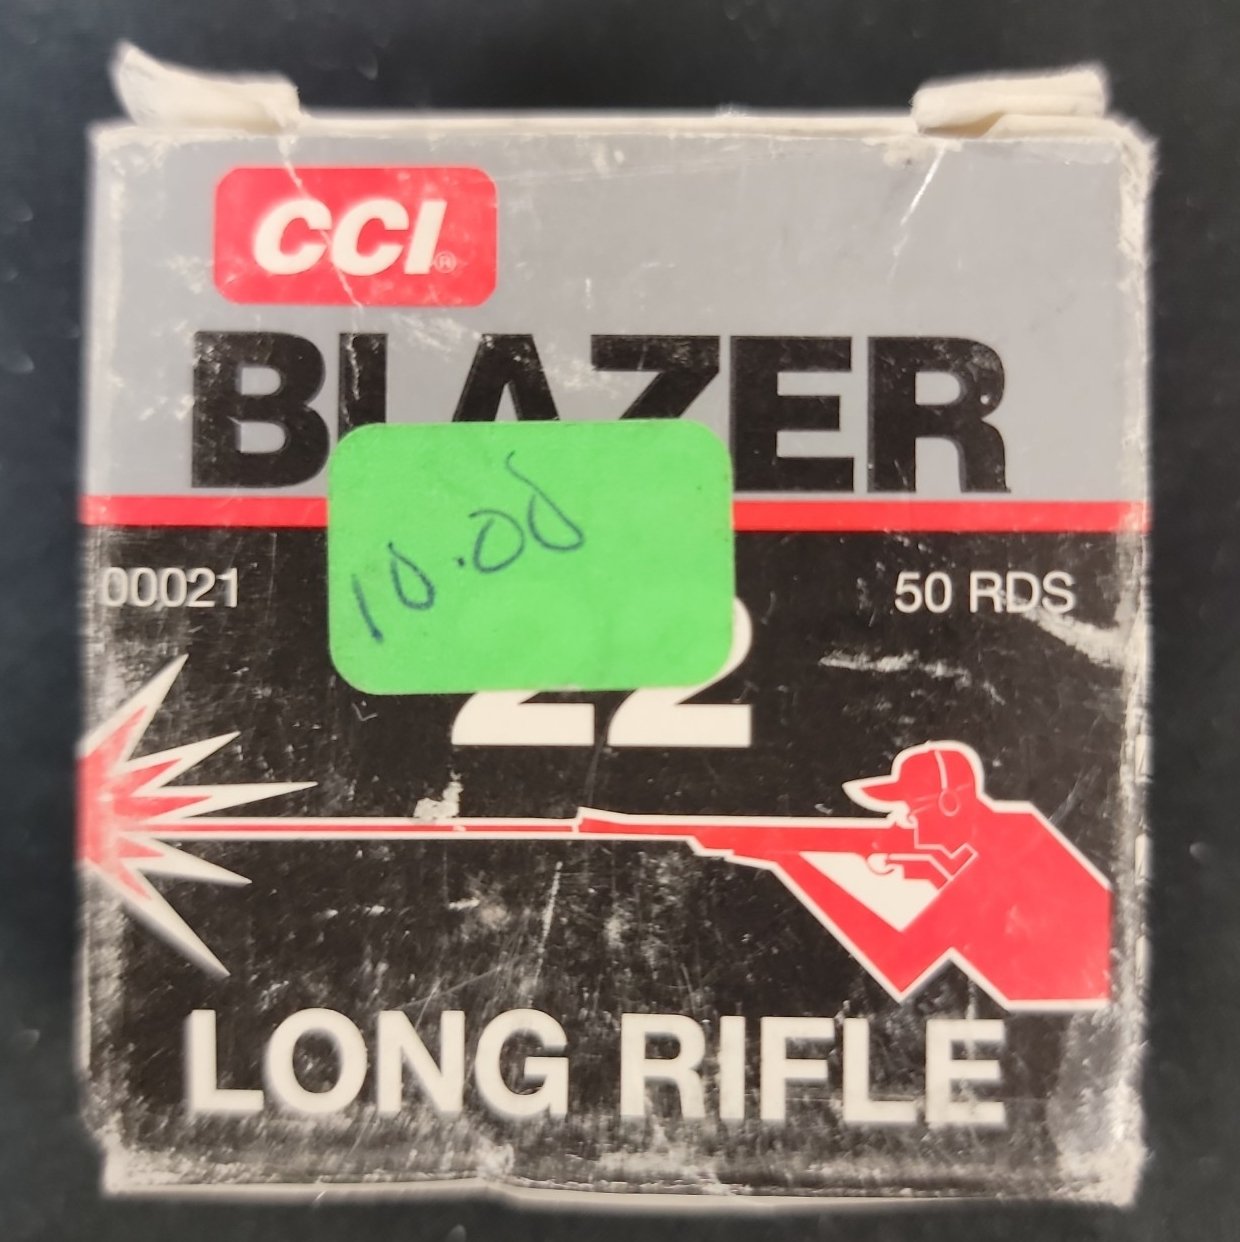 CCI®
BLAZER
10.00
00021
50 RDS
22
LONG RIFLE